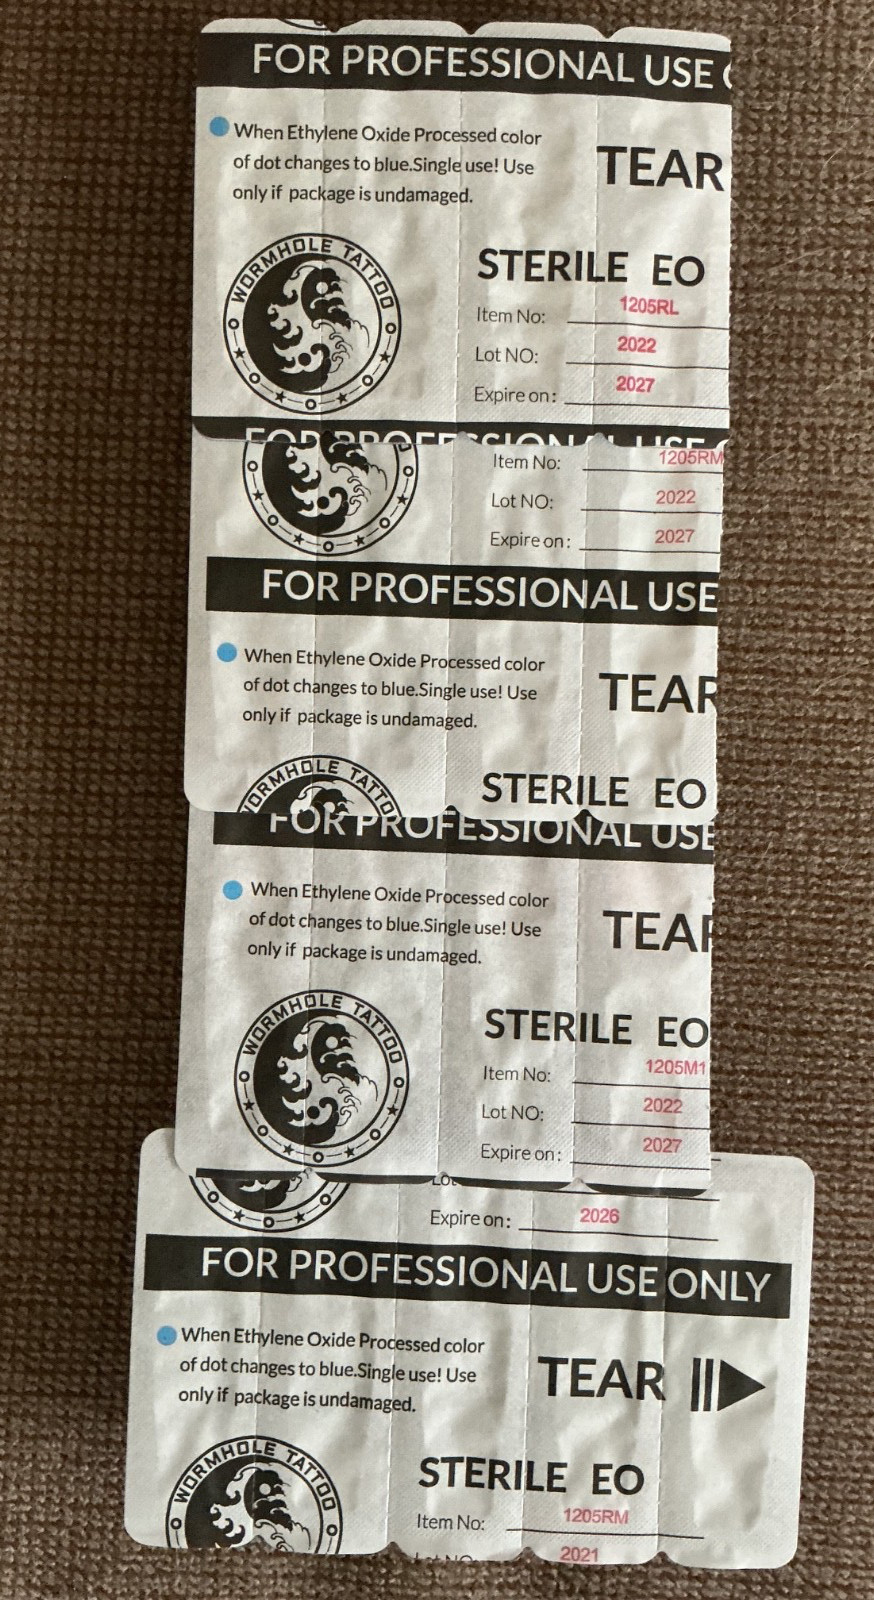 FOR PROFESSIONAL USE
When Ethylene Oxide Processed color
of dot changes to blue.Single use! Use
only if package is undamaged.
TEAR
WORMHOLE TATTOO
STERILE EO
Item No: 1205RL
Lot NO: 2022
Expire on: 2027
FOR PROFESSIONAL USE
Item No: 1205RM
Lot NO: 2022
Expire on: 2027
FOR PROFESSIONAL USE
When Ethylene Oxide Processed color
of dot changes to blue.Single use! Use
only if package is undamaged.
TEAR
WORMHOLE TATTOO
STERILE EO
FOR PROFESSIONAL USE
When Ethylene Oxide Processed color
of dot changes to blue.Single use! Use
only if package is undamaged.
TEAR
WORMHOLE TATTOO
STERILE EO
Item No: 1205M1
Lot NO: 2022
Expire on: 2027
Expire on: 2026
FOR PROFESSIONAL USE ONLY
When Ethylene Oxide Processed color
of dot changes to blue.Single use! Use
only if package is undamaged.
TEAR
WORMHOLE TATTOO
STERILE EO
Item No: 1205RM
Lot NO: 2021